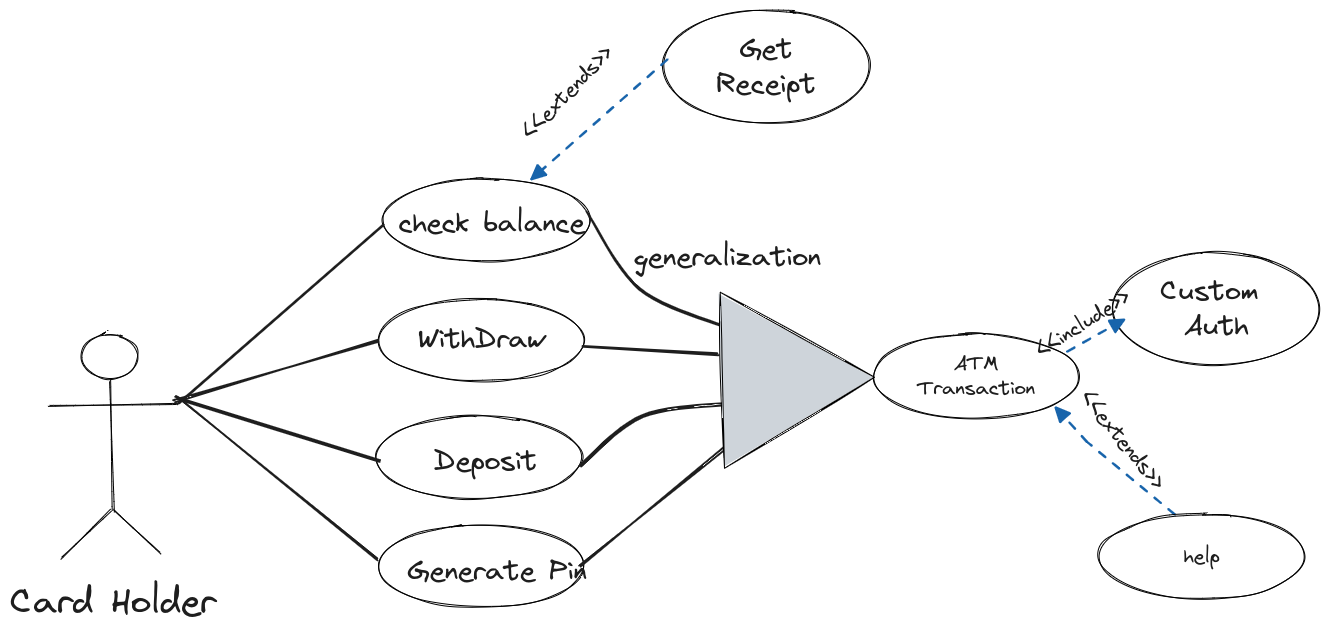 Get
Receipt
<<extends>>
check balance
generalization
WithDraw
Deposit
Generate Pin
Card Holder
ATM
Transaction
<<include>>
Custom
Auth
<<extends>>
help